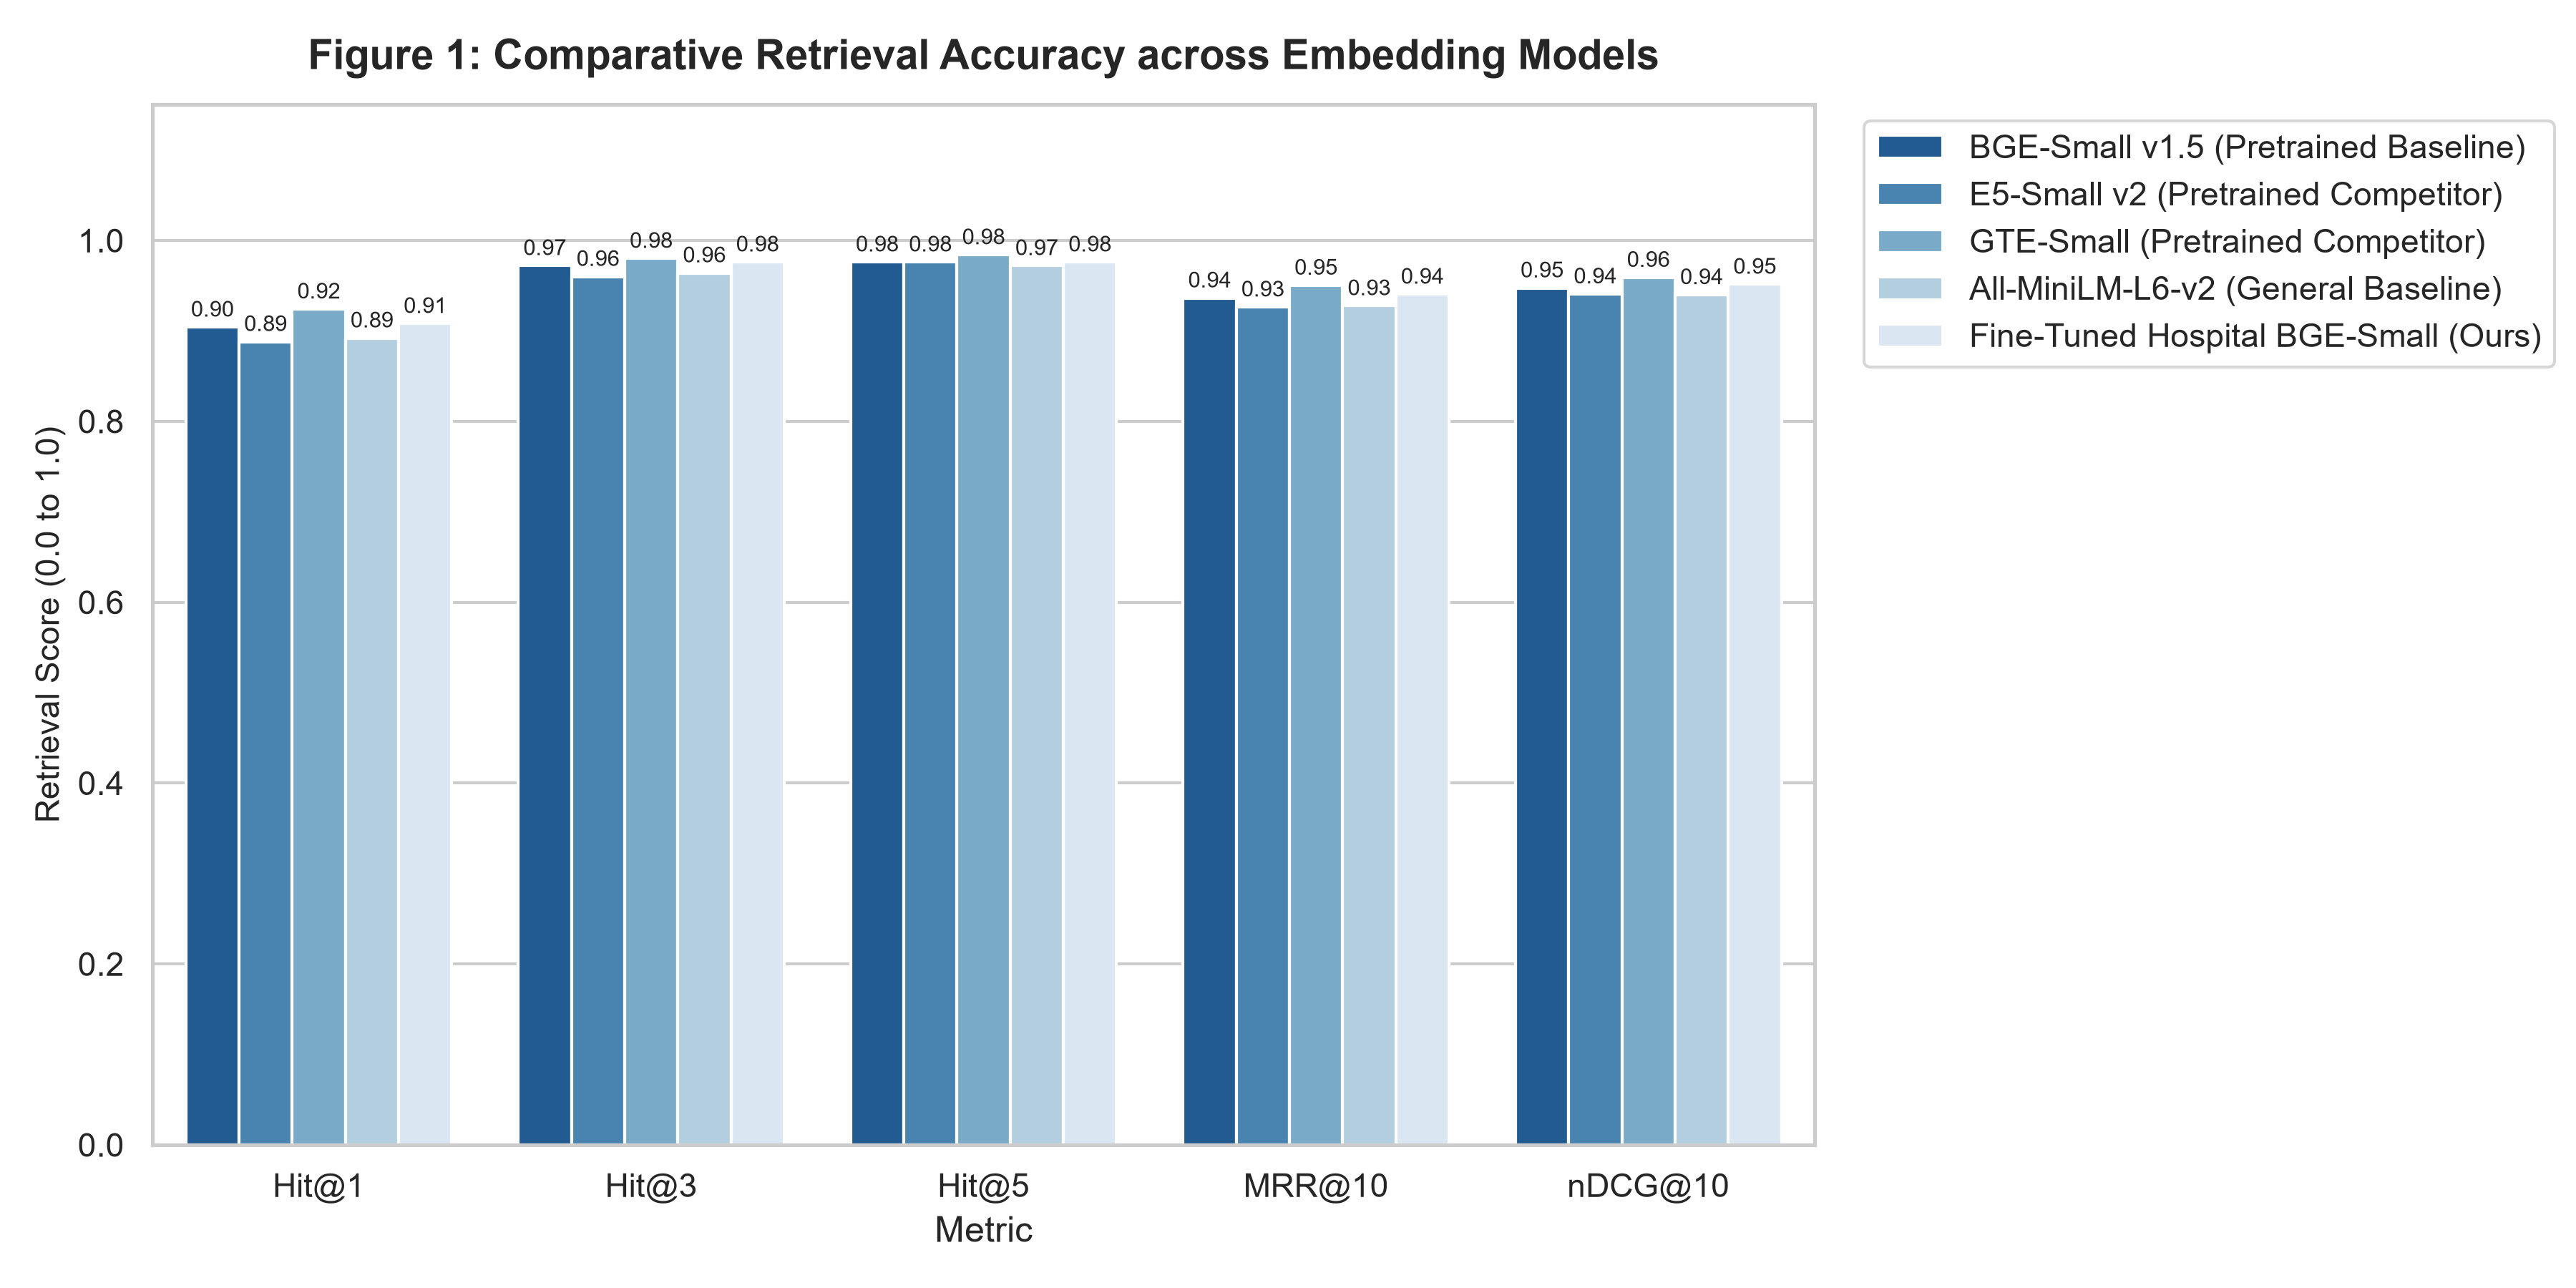 Figure 1: Comparative Retrieval Accuracy across Embedding Models
BGE-Small v1.5 (Pretrained Baseline)
E5-Small v2 (Pretrained Competitor)
GTE-Small (Pretrained Competitor)
All-MiniLM-L6-v2 (General Baseline)
Fine-Tuned Hospital BGE-Small (Ours)
Retrieval Score (0.0 to 1.0)
1.0
0.8
0.6
0.4
0.2
0.0
0.90 0.89 0.92 0.89 0.91
0.97 0.96 0.98 0.96 0.98
0.98 0.98 0.98 0.97 0.98
0.94 0.93 0.95 0.93 0.94
0.95 0.94 0.96 0.94 0.95
Hit@1 Hit@3 Hit@5 MRR@10 nDCG@10
Metric